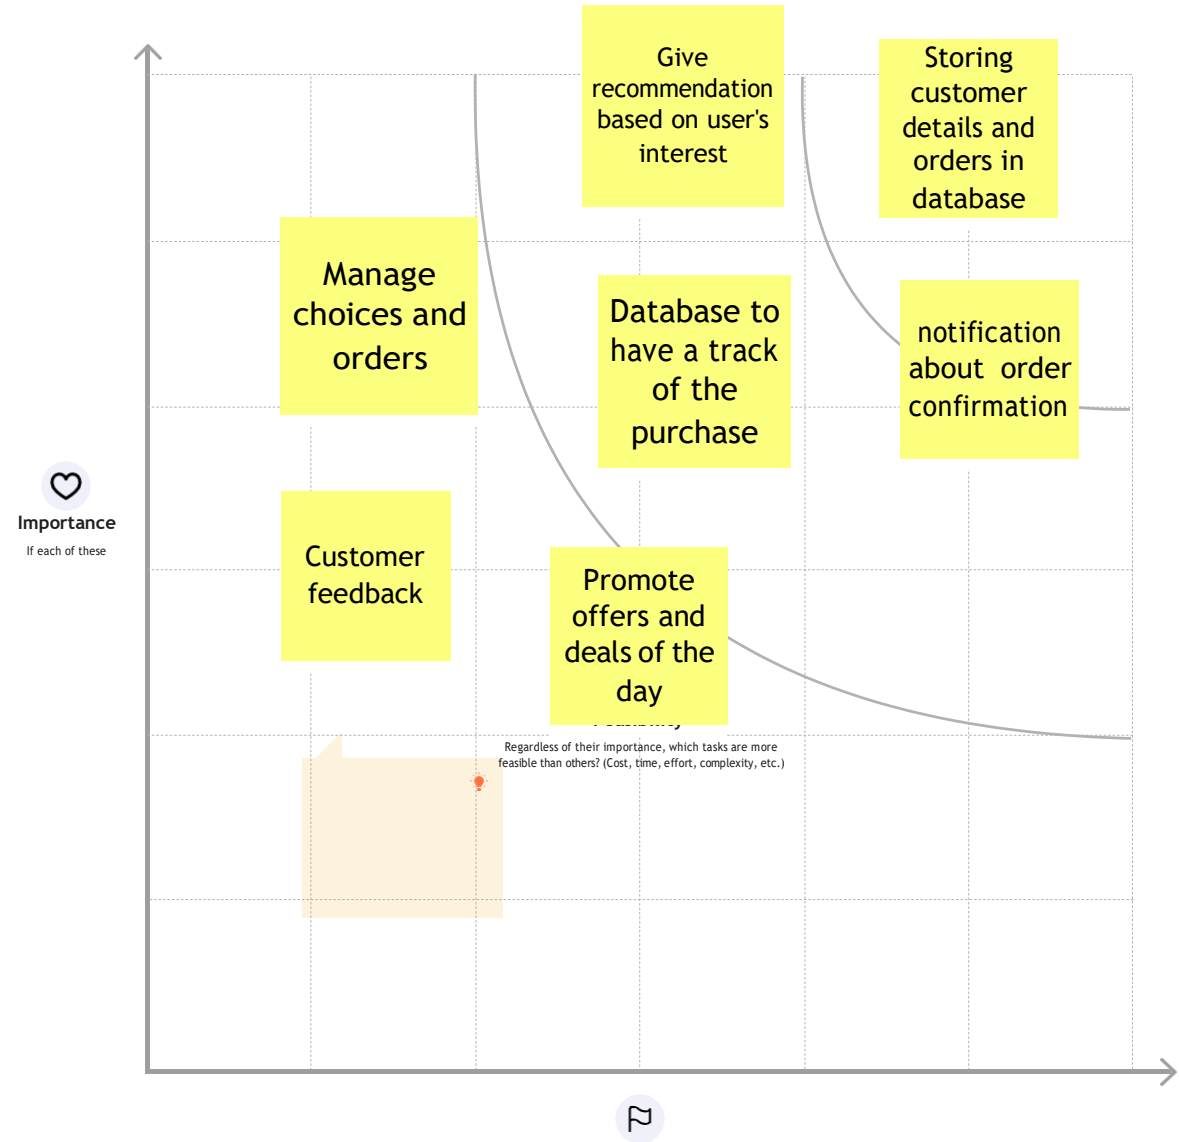 Give
recommendation
based on user's
interest
Storing
customer
details and
orders in
database
Manage
choices and
orders
Database to
have a track
of the
purchase
notification
about order
confirmation
Importance
If each of these
Customer
feedback
Promote
offers and
deals of the
day
Regardless of their importance, which tasks are more
feasible than others? (Cost, time, effort, complexity, etc.)